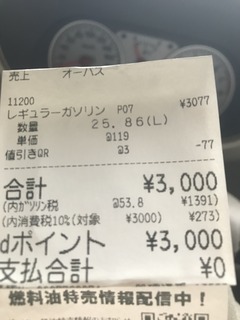 売上 オーパス
11200
レギュラーガソリン P07 ¥3077
数量 25.86(L)
単価 @119
値引きQR @3 -77
合計 ¥3,000
(内ガソリン税 @53.8 ¥1391)
(内消費税10%(対象 ¥3000) ¥273)
dポイント ¥3,000
支払合計 ¥0
燃料油特売情報配信中!